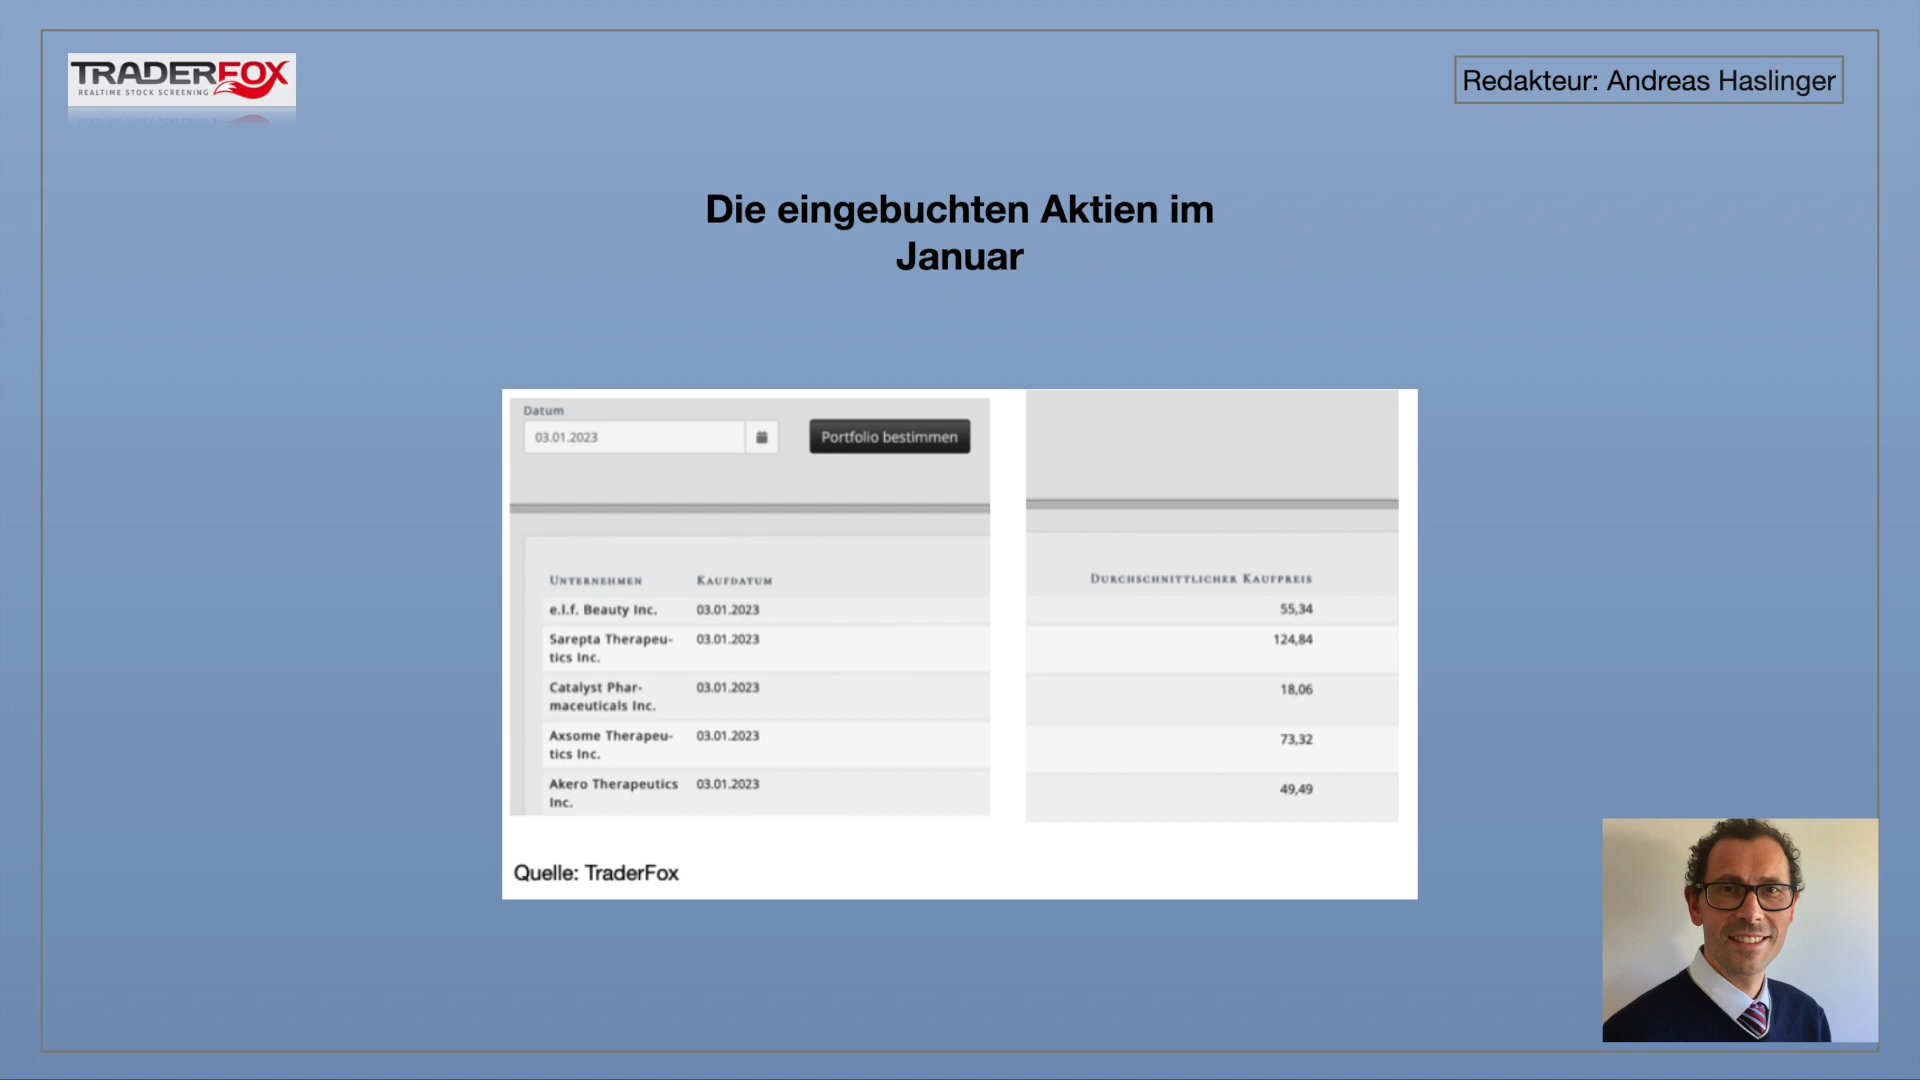 TRADERFOX
REALTIME STOCK SCREENING
Redakteur: Andreas Haslinger
Die eingebuchten Aktien im
Januar
Datum
03.01.2023
Portfolio bestimmen
Unternehmen Kaufdatum Durchschnittlicher Kaufpreis
e.l.f. Beauty Inc. 03.01.2023 55,34
Sarepta Therapeu- 03.01.2023 124,84
tics Inc.
Catalyst Phar- 03.01.2023 18,06
maceuticals Inc.
Axsome Therapeu- 03.01.2023 73,32
tics Inc.
Akero Therapeutics 03.01.2023 49,49
Inc.
Quelle: TraderFox